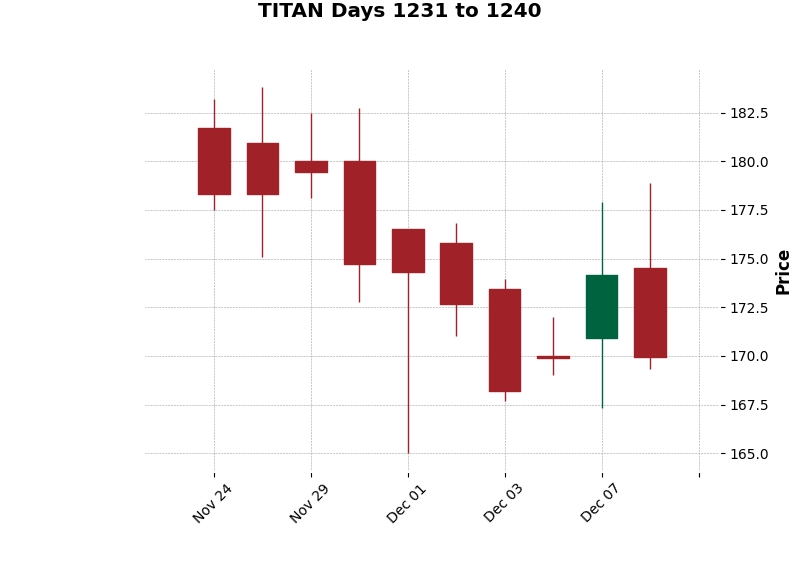 TITAN Days 1231 to 1240
182.5
180.0
177.5
175.0
172.5
170.0
167.5
165.0
Price
Nov 24
Nov 29
Dec 01
Dec 03
Dec 07